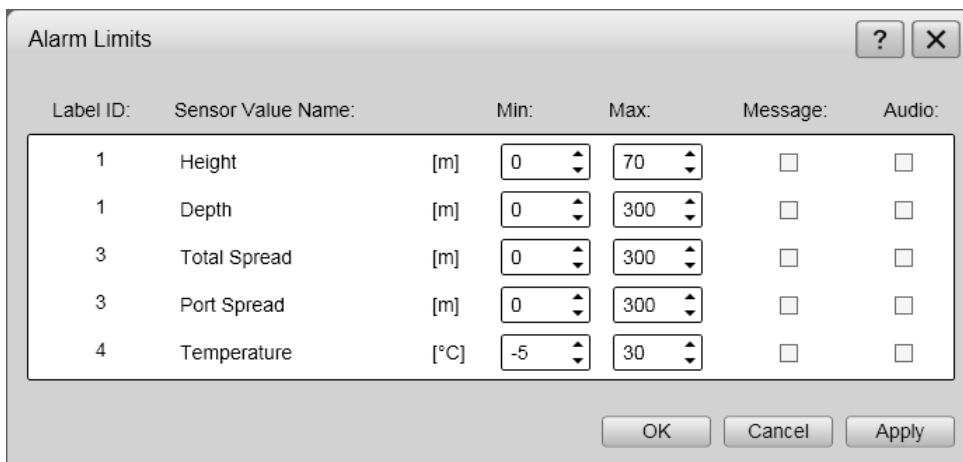 Alarm Limits ?
Label ID: Sensor Value Name: Min: Max: Message: Audio:
1 Height [m] 0 70
1 Depth [m] 0 300
3 Total Spread [m] 0 300
3 Port Spread [m] 0 300
4 Temperature [°C] -5 30
OK Cancel Apply